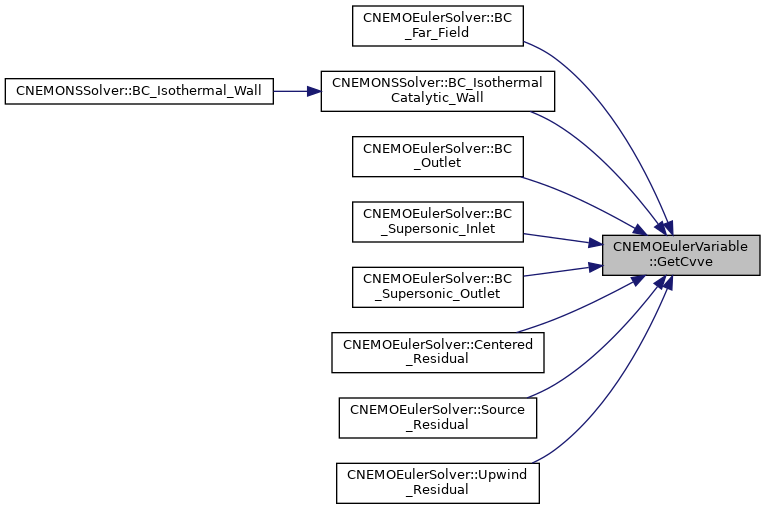 CNEMOEulerSolver::BC
_Far_Field
CNEMONSSolver::BC_Isothermal_Wall
CNEMONSSolver::BC_Isothermal
Catalytic_Wall
CNEMOEulerSolver::BC
_Outlet
CNEMOEulerSolver::BC
_Supersonic_Inlet
CNEMOEulerVariable
::GetCvve
CNEMOEulerSolver::BC
_Supersonic_Outlet
CNEMOEulerSolver::Centered
_Residual
CNEMOEulerSolver::Source
_Residual
CNEMOEulerSolver::Upwind
_Residual